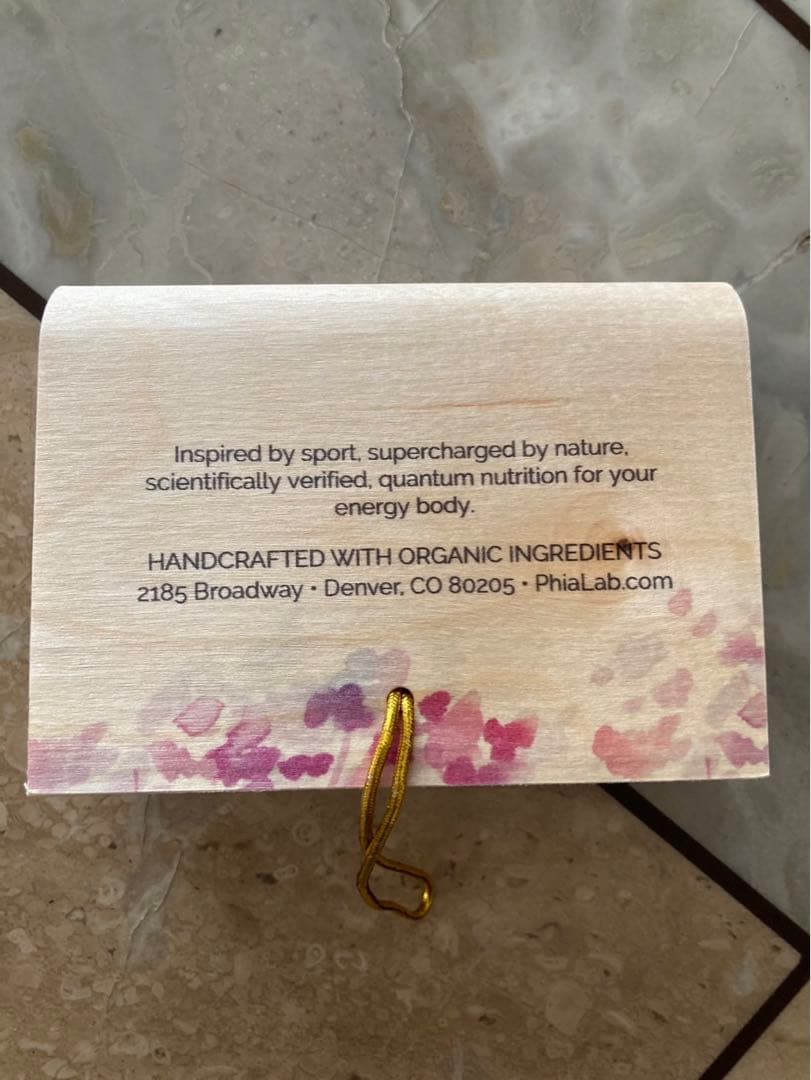 Inspired by sport, supercharged by nature,
scientifically verified, quantum nutrition for your
energy body.
HANDCRAFTED WITH ORGANIC INGREDIENTS
2185 Broadway • Denver, CO 80205 • PhiaLab.com